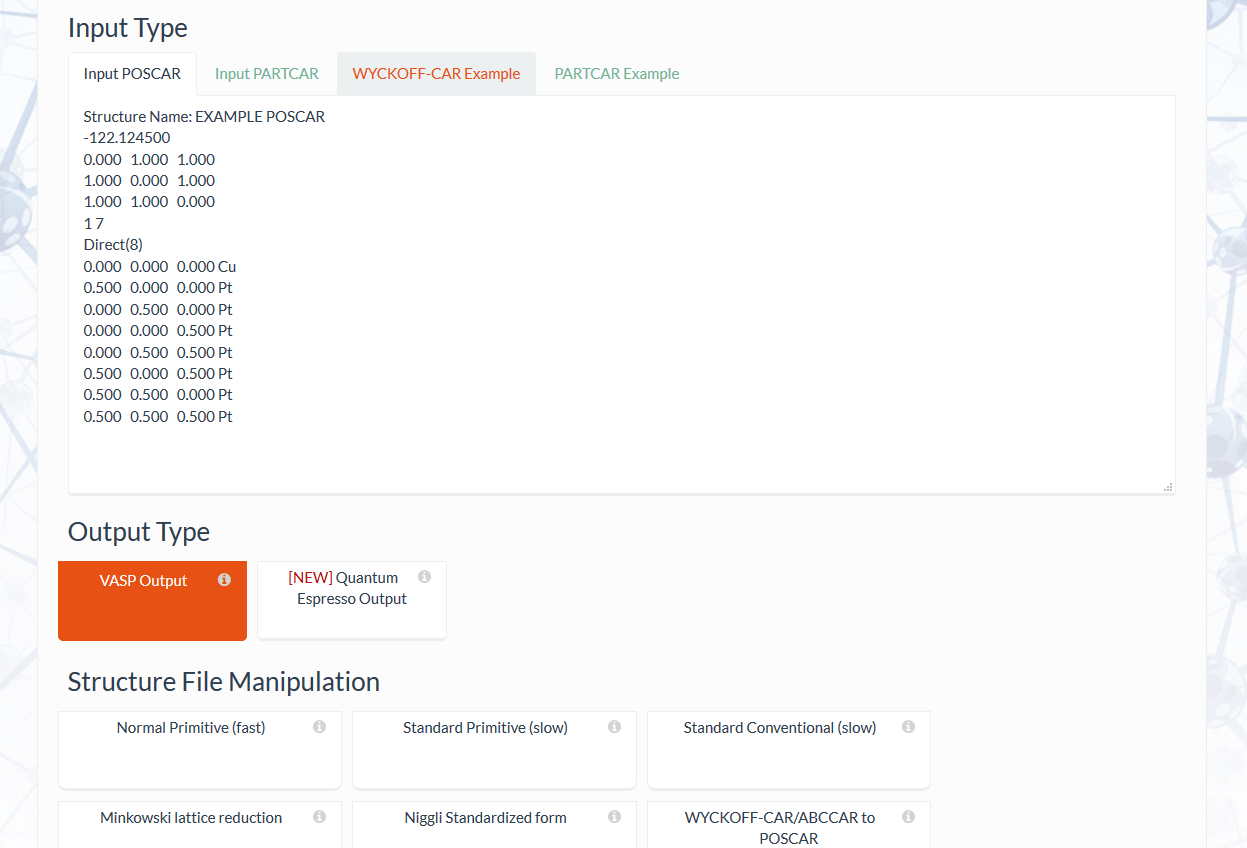 Input Type
Input POSCAR Input PARTCAR WYCKOFF-CAR Example PARTCAR Example
Structure Name: EXAMPLE POSCAR
-122.124500
0.000 1.000 1.000
1.000 0.000 1.000
1.000 1.000 0.000
1 7
Direct(8)
0.000 0.000 0.000 Cu
0.500 0.000 0.000 Pt
0.000 0.500 0.000 Pt
0.000 0.000 0.500 Pt
0.000 0.500 0.500 Pt
0.500 0.000 0.500 Pt
0.500 0.500 0.000 Pt
0.500 0.500 0.500 Pt
Output Type
VASP Output
[NEW] Quantum
Espresso Output
Structure File Manipulation
Normal Primitive (fast)
Standard Primitive (slow)
Standard Conventional (slow)
Minkowski lattice reduction
Niggli Standardized form
WYCKOFF-CAR/ABCCAR to
POSCAR